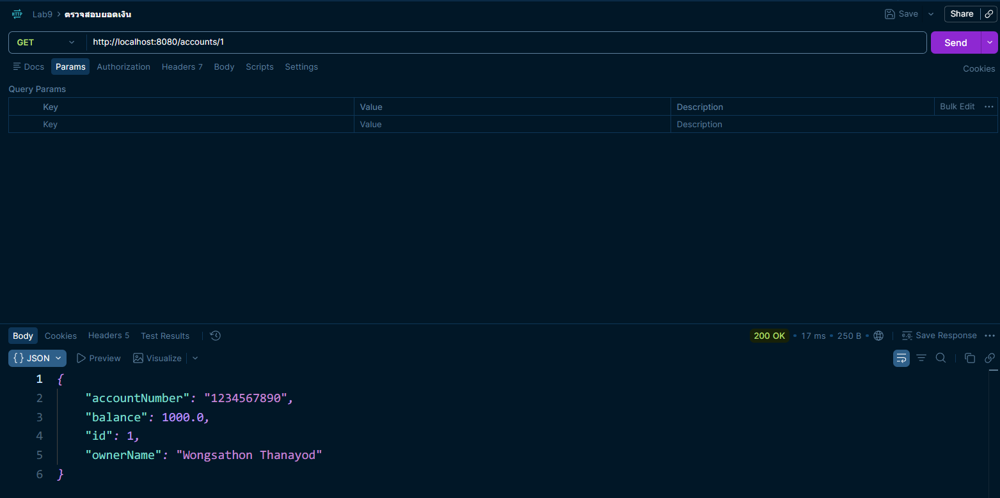 HTTP Lab9 > ตรวจสอบยอดเงิน Save Share
GET http://localhost:8080/accounts/1 Send
Docs Params Authorization Headers 7 Body Scripts Settings Cookies
Query Params
Key Value Description Bulk Edit ...
Key Value Description
Body Cookies Headers 5 Test Results 200 OK • 17 ms • 250 B • e.g. Save Response ...
{} JSON Preview Visualize
1 {
2 "accountNumber": "1234567890",
3 "balance": 1000.0,
4 "id": 1,
5 "ownerName": "Wongsathon Thanayod"
6 }